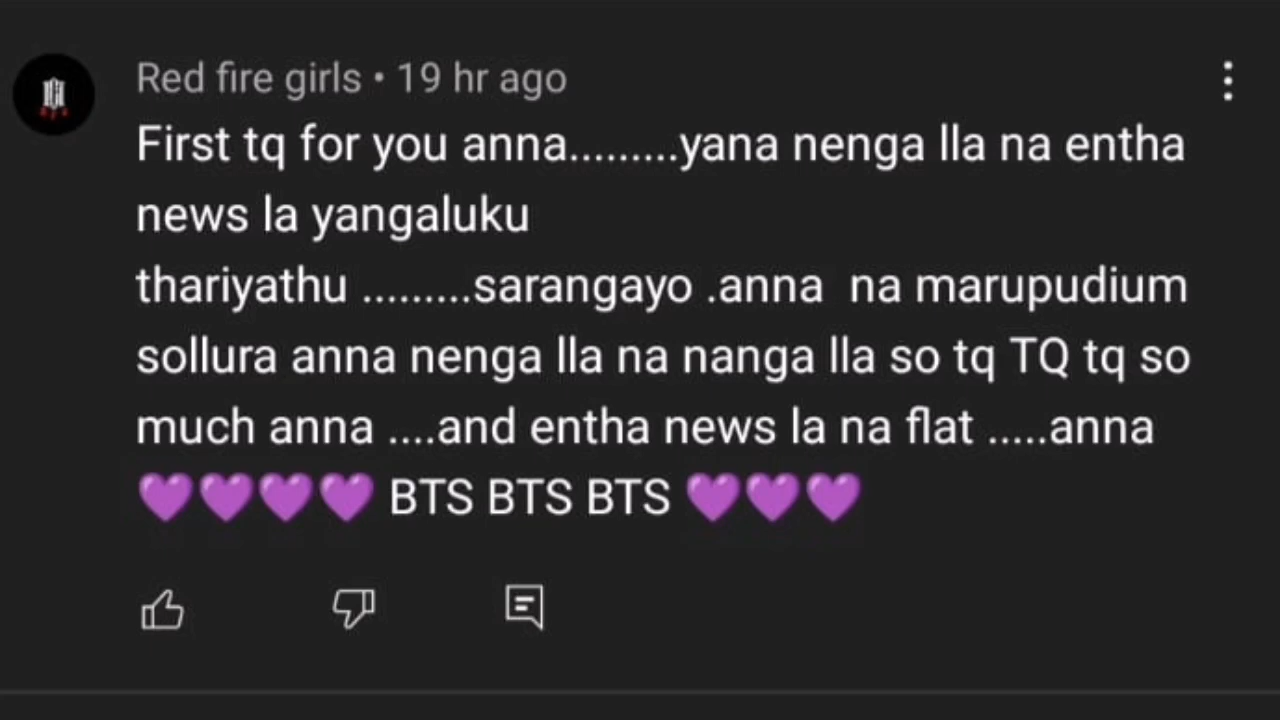 Red fire girls • 19 hr ago
First tq for you anna.........yana nenga lla na entha
news la yangaluku
thariyathu .........sarangayo .anna  na marupudium
sollura anna nenga lla na nanga lla so tq TQ tq so
much anna ....and entha news la na flat .....anna
💜💜💜💜 BTS BTS BTS 💜💜💜